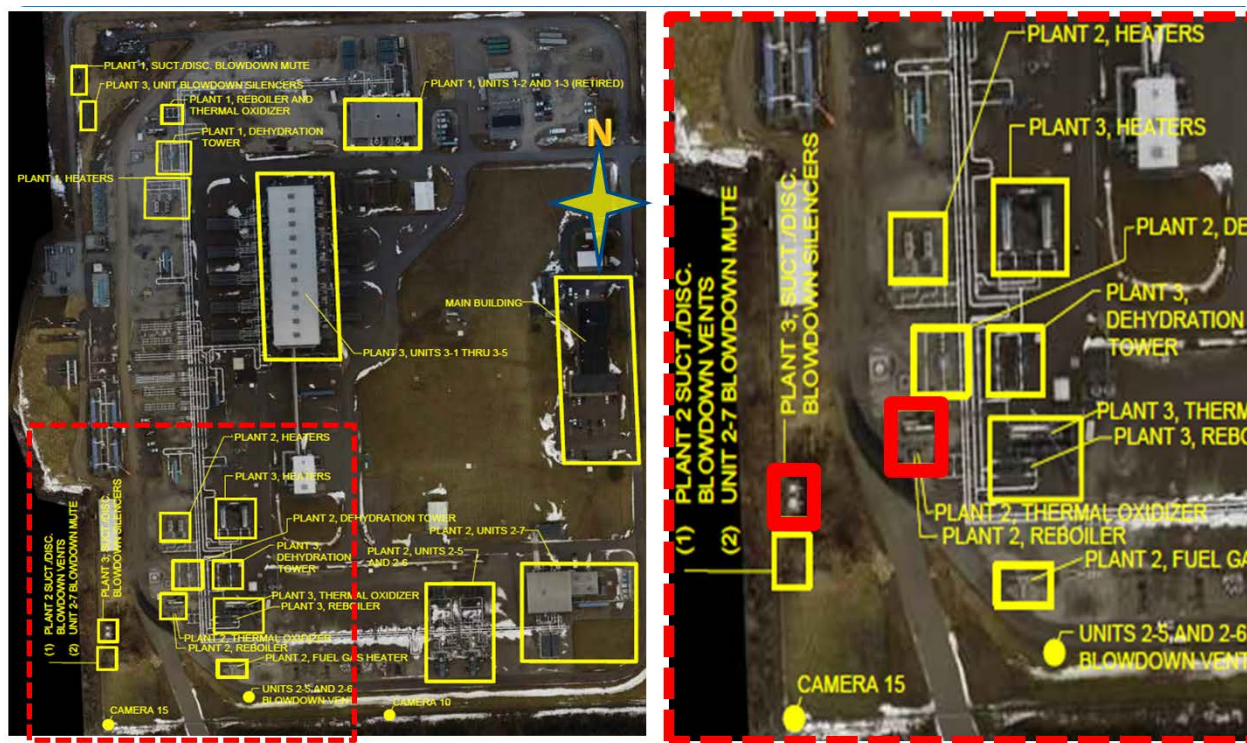 PLANT 1, SUCT./DISC. BLOWDOWN MUTE
PLANT 3, UNIT BLOWDOWN SILENCERS
PLANT 1, REBOILER AND
THERMAL OXIDIZER
PLANT 1, DEHYDRATION
TOWER
PLANT 1, HEATERS
PLANT 1, UNITS 1-2 AND 1-3 (RETIRED)
N
MAIN BUILDING
PLANT 3, UNITS 3-1 THRU 3-5
PLANT 2, HEATERS
PLANT 3, HEATERS
PLANT 2, DEHYDRATION TOWER
PLANT 2, UNITS 2-7
PLANT 3,
DEHYDRATION
TOWER
PLANT 2, UNITS 2-5
AND 2-6
PLANT 3, THERMAL OXIDIZER
PLANT 3, REBOILER
PLANT 2, THERMAL OXIDIZER
PLANT 2, REBOILER
PLANT 2, FUEL GAS HEATER
UNITS 2-5 AND 2-6
BLOWDOWN VENT
CAMERA 15
CAMERA 10
(1) PLANT 2 SUCT./DISC.
BLOWDOWN VENTS
(2) UNIT 2-7 BLOWDOWN MUTE
PLANT 3, SUCT./DISC.
BLOWDOWN SILENCERS
PLANT 2, HEATERS
PLANT 3, HEATERS
PLANT 2, DE
PLANT 3,
DEHYDRATION
TOWER
PLANT 3, THERM
PLANT 3, REBO
PLANT 2, THERMAL OXIDIZER
PLANT 2, REBOILER
PLANT 2, FUEL GA
UNITS 2-5 AND 2-6
BLOWDOWN VENT
CAMERA 15
(1) PLANT 2 SUCT./DISC.
BLOWDOWN VENTS
(2) UNIT 2-7 BLOWDOWN MUTE
PLANT 3, SUCT./DISC.
BLOWDOWN SILENCERS